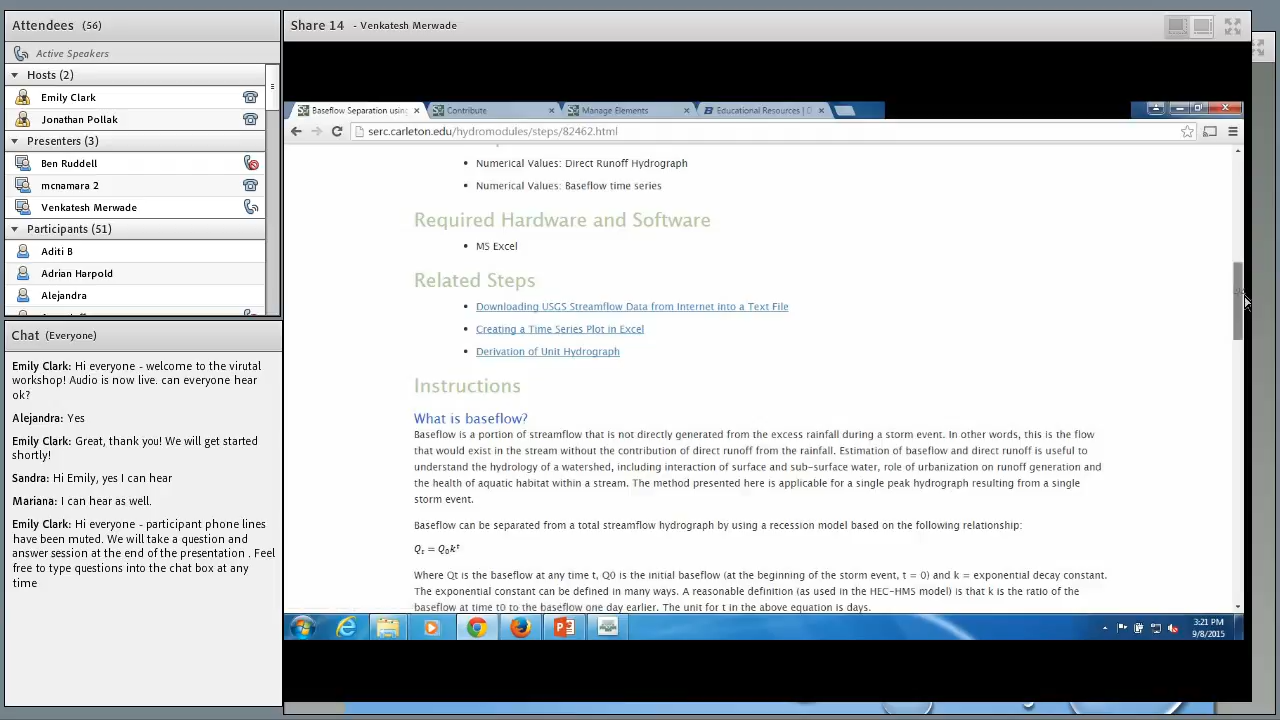 Attendees (56)
Active Speakers
Hosts (2)
Emily Clark
Jonathan Pollak
Presenters (3)
Ben Ruddell
mcnamara 2
Venkatesh Merwade
Participants (51)
Aditi B
Adrian Harpold
Alejandra
Chat (Everyone)
Emily Clark: Hi everyone - welcome to the virutal
workshop! Audio is now live. can everyone hear
ok?
Alejandra: Yes
Emily Clark: Great, thank you! We will get started
shortly!
Sandra: Hi Emily, yes I can hear
Mariana: I can hear as well.
Emily Clark: Hi everyone - participant phone lines
have been muted. We will take a question and
answer session at the end of the presentation . Feel
free to type questions into the chat box at any
time
Share 14 - Venkatesh Merwade
Baseflow Separation using
Contribute
Manage Elements
Educational Resources |
serc.carleton.edu/hydromodules/steps/82462.html
Numerical Values: Direct Runoff Hydrograph
Numerical Values: Baseflow time series
Required Hardware and Software
MS Excel
Related Steps
Downloading USGS Streamflow Data from Internet into a Text File
Creating a Time Series Plot in Excel
Derivation of Unit Hydrograph
Instructions
What is baseflow?
Baseflow is a portion of streamflow that is not directly generated from the excess rainfall during a storm event. In other words, this is the flow
that would exist in the stream without the contribution of direct runoff from the rainfall. Estimation of baseflow and direct runoff is useful to
understand the hydrology of a watershed, including interaction of surface and sub-surface water, role of urbanization on runoff generation and
the health of aquatic habitat within a stream. The method presented here is applicable for a single peak hydrograph resulting from a single
storm event.
Baseflow can be separated from a total streamflow hydrograph by using a recession model based on the following relationship:
Qₜ = Q₀kᵗ
Where Qt is the baseflow at any time t, Q0 is the initial baseflow (at the beginning of the storm event, t = 0) and k = exponential decay constant.
The exponential constant can be defined in many ways. A reasonable definition (as used in the HEC-HMS model) is that k is the ratio of the
baseflow at time t0 to the baseflow one day earlier. The unit for t in the above equation is days.
3:21 PM
9/8/2015